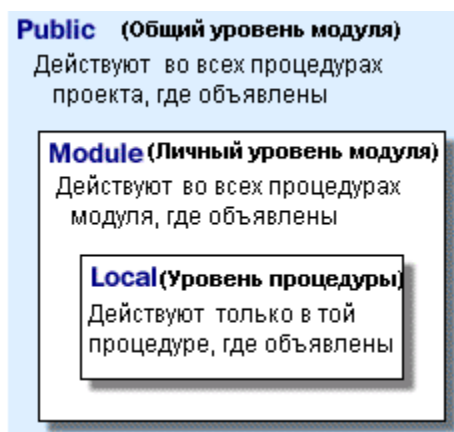 Public (Общий уровень модуля)
Действуют во всех процедурах
проекта, где объявлены
Module (Личный уровень модуля)
Действуют во всех процедурах
модуля, где объявлены
Local (Уровень процедуры)
Действуют только в той
процедуре, где объявлены